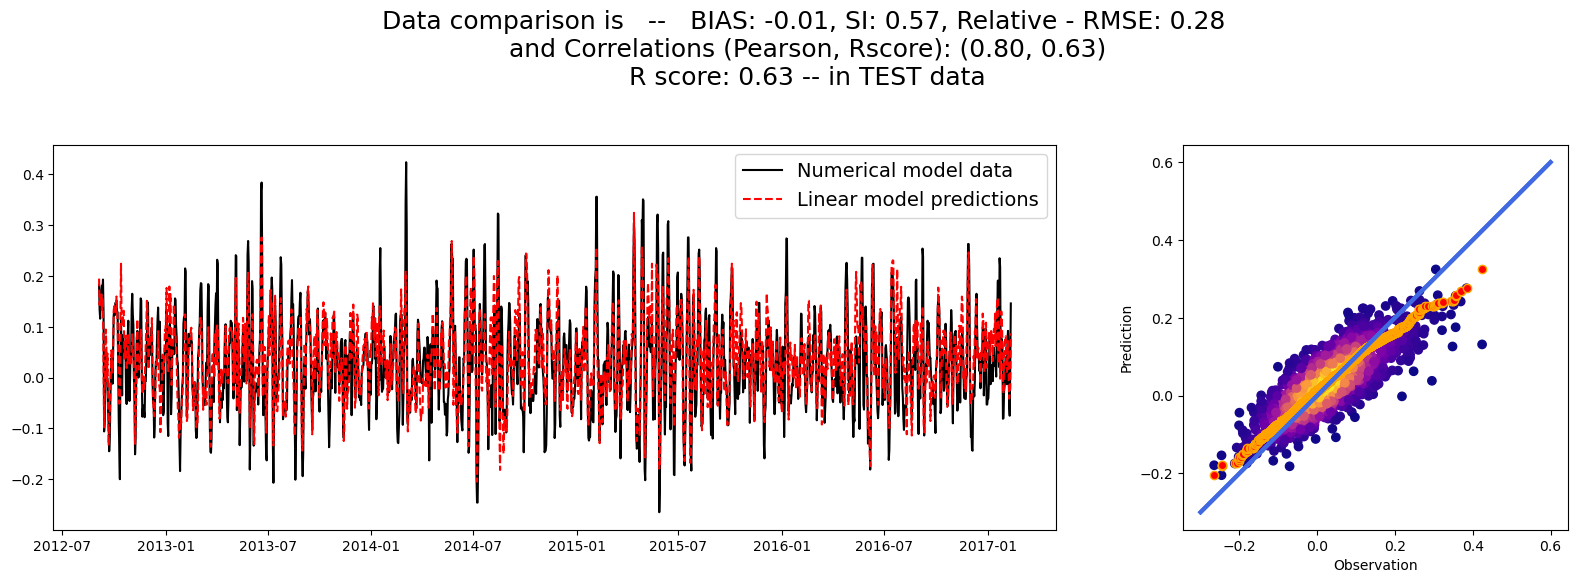 Data comparison is -- BIAS: -0.01, SI: 0.57, Relative - RMSE: 0.28
and Correlations (Pearson, Rscore): (0.80, 0.63)
R score: 0.63 -- in TEST data
Numerical model data
Linear model predictions
0.4
0.3
0.2
0.1
0.0
−0.1
−0.2
2012-07 2013-01 2013-07 2014-01 2014-07 2015-01 2015-07 2016-01 2016-07 2017-01
Prediction
0.6
0.4
0.2
0.0
−0.2
−0.2 0.0 0.2 0.4 0.6
Observation